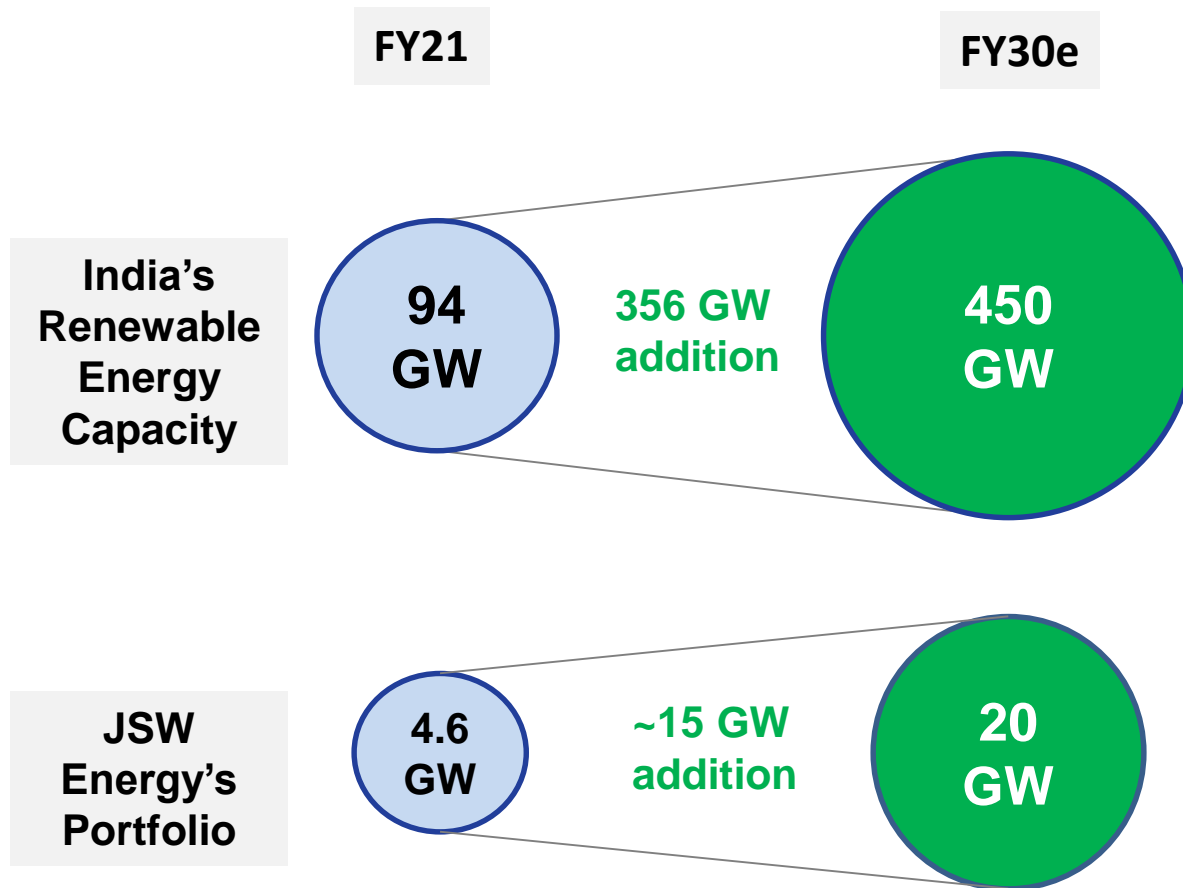 FY21
FY30e
India’s
Renewable
Energy
Capacity
94
GW
356 GW
addition
450
GW
JSW
Energy’s
Portfolio
4.6
GW
~15 GW
addition
20
GW